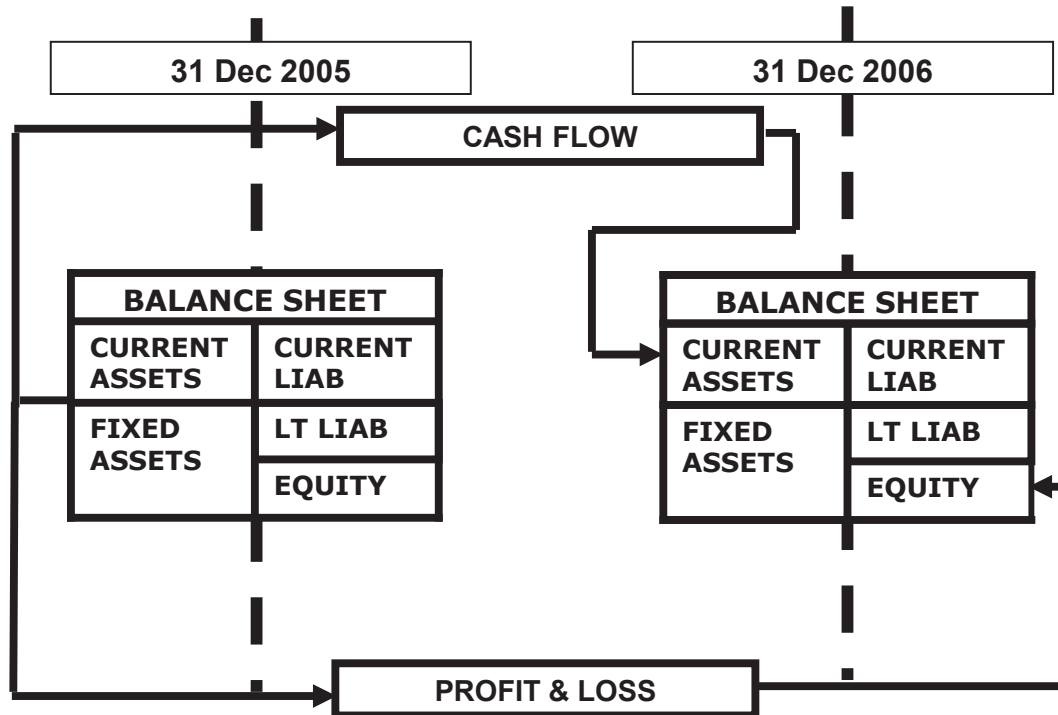 31 Dec 2005
31 Dec 2006
CASH FLOW
BALANCE SHEET
CURRENT
ASSETS
CURRENT
LIAB
FIXED
ASSETS
LT LIAB
EQUITY
BALANCE SHEET
CURRENT
ASSETS
CURRENT
LIAB
FIXED
ASSETS
LT LIAB
EQUITY
PROFIT & LOSS